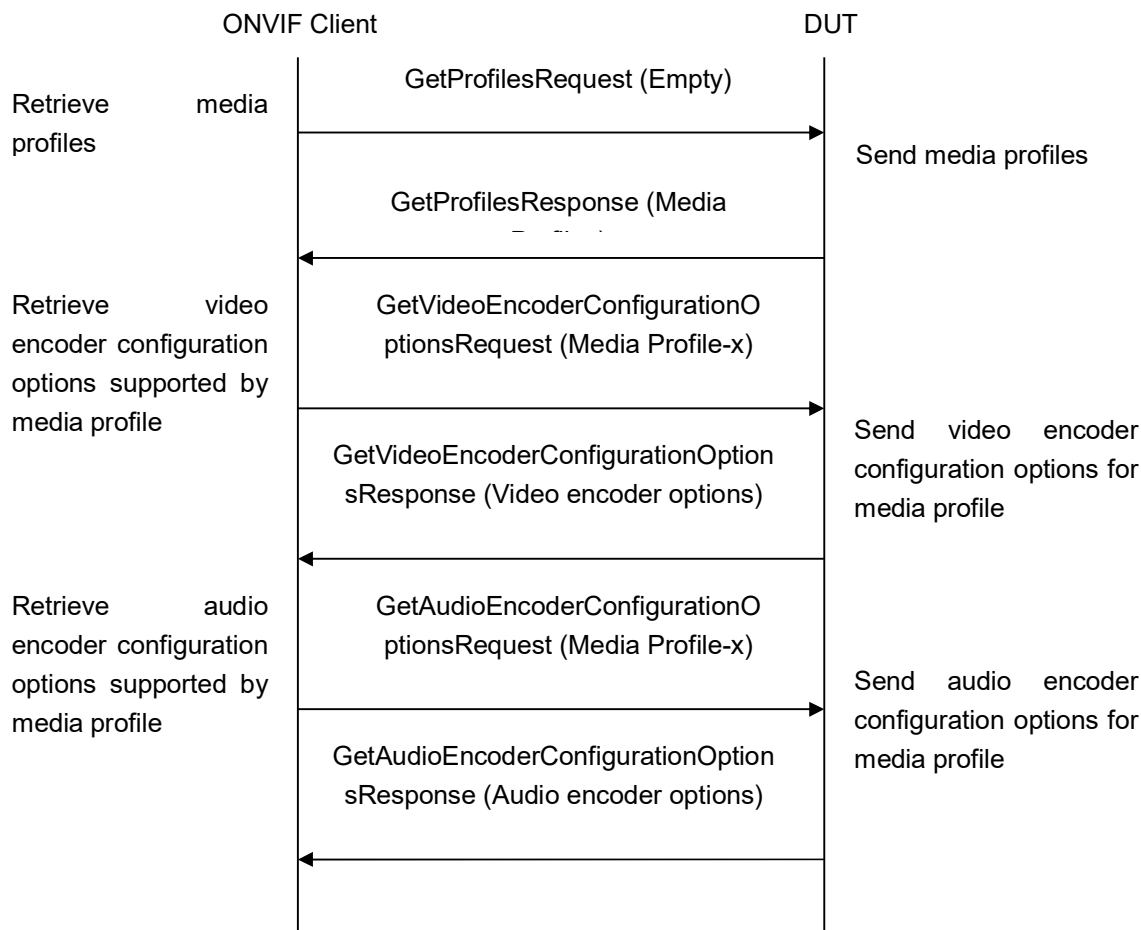 ONVIF Client
DUT
GetProfilesRequest (Empty)
Retrieve media
profiles
Send media profiles
GetProfilesResponse (Media
Retrieve video
encoder configuration
options supported by
media profile
GetVideoEncoderConfigurationO
ptionsRequest (Media Profile-x)
Send video encoder
configuration options for
media profile
GetVideoEncoderConfigurationOption
sResponse (Video encoder options)
Retrieve audio
encoder configuration
options supported by
media profile
GetAudioEncoderConfigurationO
ptionsRequest (Media Profile-x)
Send audio encoder
configuration options for
media profile
GetAudioEncoderConfigurationOption
sResponse (Audio encoder options)